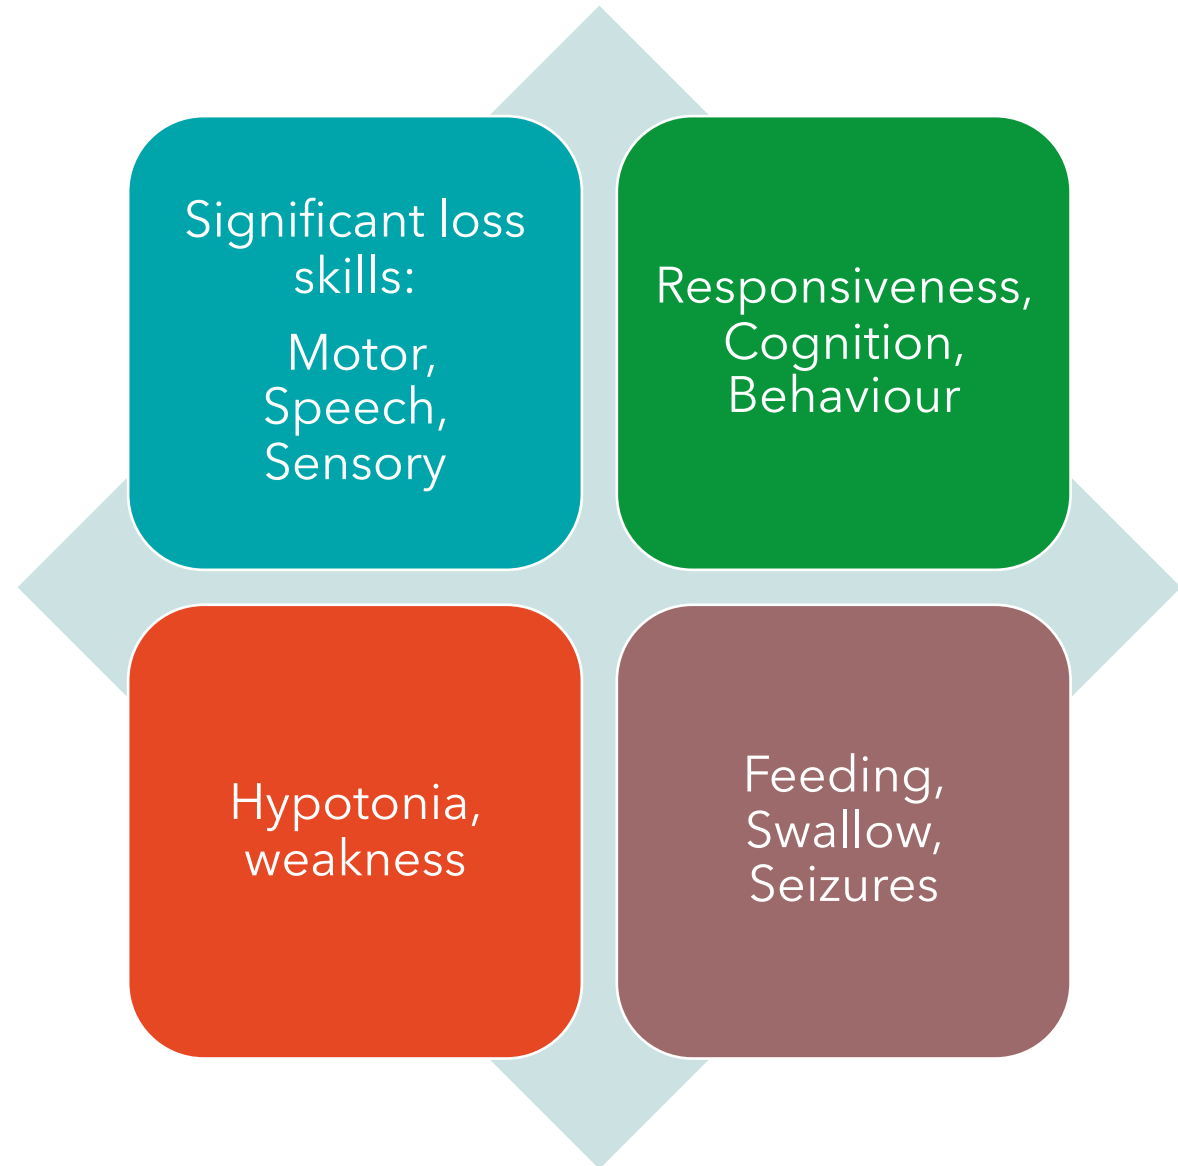 Significant loss
skills:
Motor,
Speech,
Sensory
Responsiveness,
Cognition,
Behaviour
Hypotonia,
weakness
Feeding,
Swallow,
Seizures